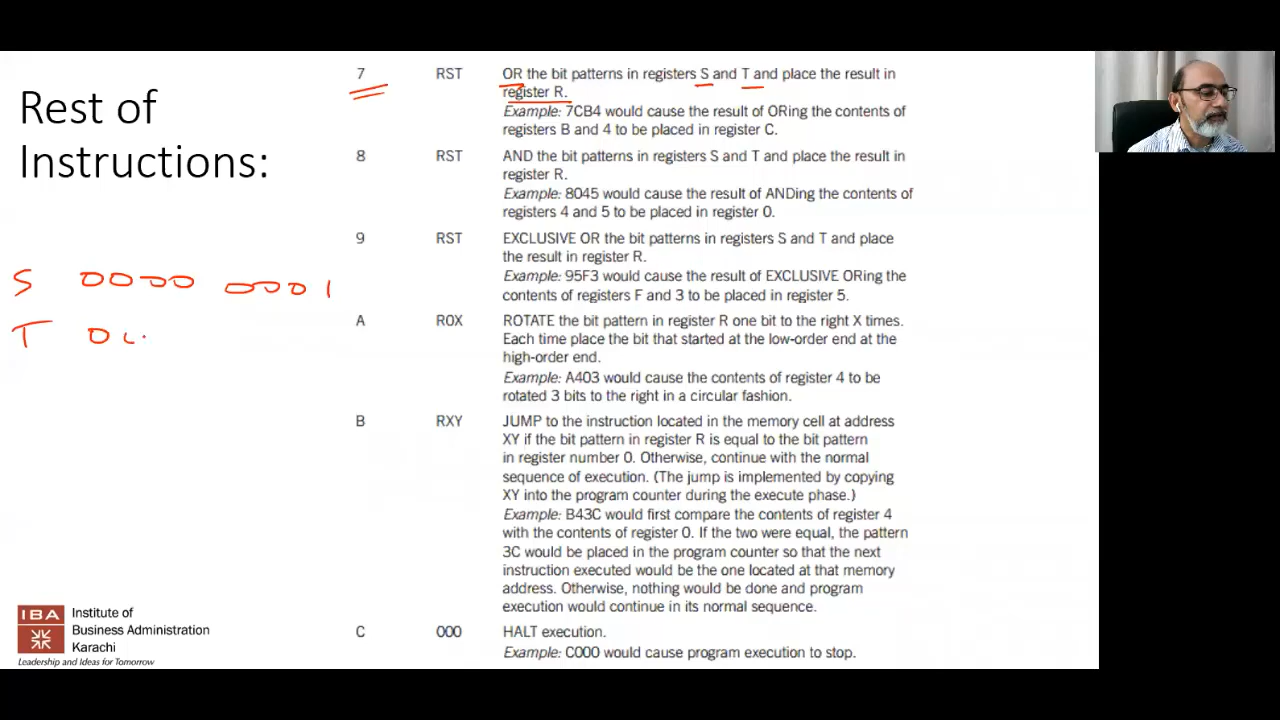 Rest of
Instructions:
S 0000 0001
T 0
7 RST OR the bit patterns in registers S and T and place the result in
register R.
Example: 7CB4 would cause the result of ORing the contents of
registers B and 4 to be placed in register C.
8 RST AND the bit patterns in registers S and T and place the result in
register R.
Example: 8045 would cause the result of ANDing the contents of
registers 4 and 5 to be placed in register 0.
9 RST EXCLUSIVE OR the bit patterns in registers S and T and place
the result in register R.
Example: 95F3 would cause the result of EXCLUSIVE ORing the
contents of registers F and 3 to be placed in register 5.
A R0X ROTATE the bit pattern in register R one bit to the right X times.
Each time place the bit that started at the low-order end at the
high-order end.
Example: A403 would cause the contents of register 4 to be
rotated 3 bits to the right in a circular fashion.
B RXY JUMP to the instruction located in the memory cell at address
XY if the bit pattern in register R is equal to the bit pattern
in register number 0. Otherwise, continue with the normal
sequence of execution. (The jump is implemented by copying
XY into the program counter during the execute phase.)
Example: B43C would first compare the contents of register 4
with the contents of register 0. If the two were equal, the pattern
3C would be placed in the program counter so that the next
instruction executed would be the one located at that memory
address. Otherwise, nothing would be done and program
execution would continue in its normal sequence.
C 000 HALT execution.
Example: C000 would cause program execution to stop.
IBA
Institute of
Business Administration
Karachi
Leadership and Ideas for Tomorrow